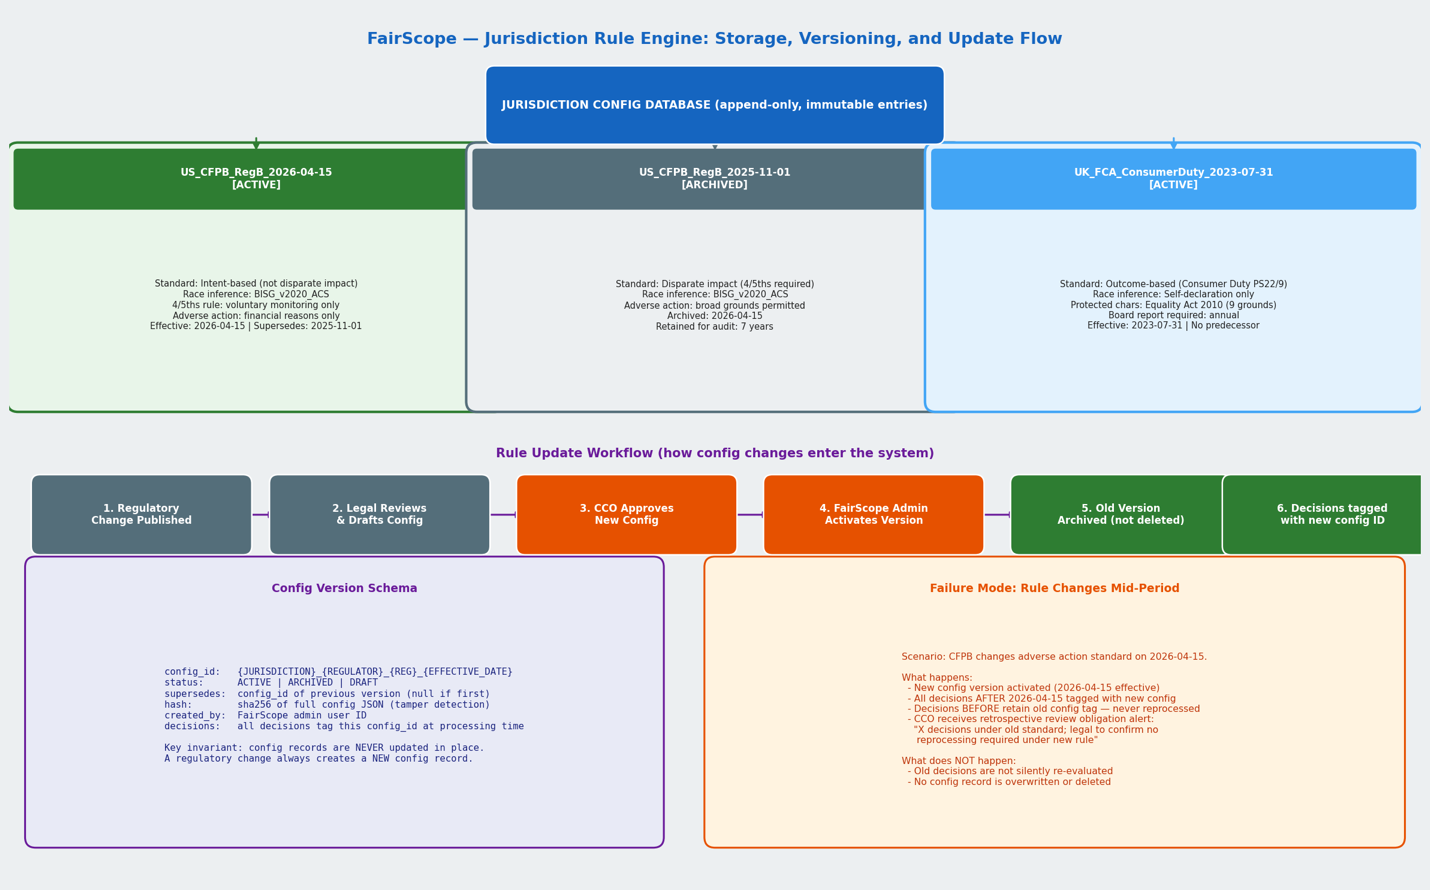 FairScope — Jurisdiction Rule Engine: Storage, Versioning, and Update Flow
JURISDICTION CONFIG DATABASE (append-only, immutable entries)
US_CFPB_RegB_2026-04-15
[ACTIVE]
Standard: Intent-based (not disparate impact)
Race inference: BISG_v2020_ACS
4/5ths rule: voluntary monitoring only
Adverse action: financial reasons only
Effective: 2026-04-15 | Supersedes: 2025-11-01
US_CFPB_RegB_2025-11-01
[ARCHIVED]
Standard: Disparate impact (4/5ths required)
Race inference: BISG_v2020_ACS
Adverse action: broad grounds permitted
Archived: 2026-04-15
Retained for audit: 7 years
UK_FCA_ConsumerDuty_2023-07-31
[ACTIVE]
Standard: Outcome-based (Consumer Duty PS22/9)
Race inference: Self-declaration only
Protected chars: Equality Act 2010 (9 grounds)
Board report required: annual
Effective: 2023-07-31 | No predecessor
Rule Update Workflow (how config changes enter the system)
1. Regulatory
Change Published
2. Legal Reviews
& Drafts Config
3. CCO Approves
New Config
4. FairScope Admin
Activates Version
5. Old Version
Archived (not deleted)
6. Decisions tagged
with new config ID
Config Version Schema
config_id:   {JURISDICTION}_{REGULATOR}_{REG}_{EFFECTIVE_DATE}
status:      ACTIVE | ARCHIVED | DRAFT
supersedes:  config_id of previous version (null if first)
hash:        sha256 of full config JSON (tamper detection)
created_by:  FairScope admin user ID
decisions:   all decisions tag this config_id at processing time
Key invariant: config records are NEVER updated in place.
A regulatory change always creates a NEW config record.
Failure Mode: Rule Changes Mid-Period
Scenario: CFPB changes adverse action standard on 2026-04-15.
What happens:
- New config version activated (2026-04-15 effective)
- All decisions AFTER 2026-04-15 tagged with new config
- Decisions BEFORE retain old config tag — never reprocessed
- CCO receives retrospective review obligation alert:
"X decisions under old standard; legal to confirm no
reprocessing required under new rule"
What does NOT happen:
- Old decisions are not silently re-evaluated
- No config record is overwritten or deleted